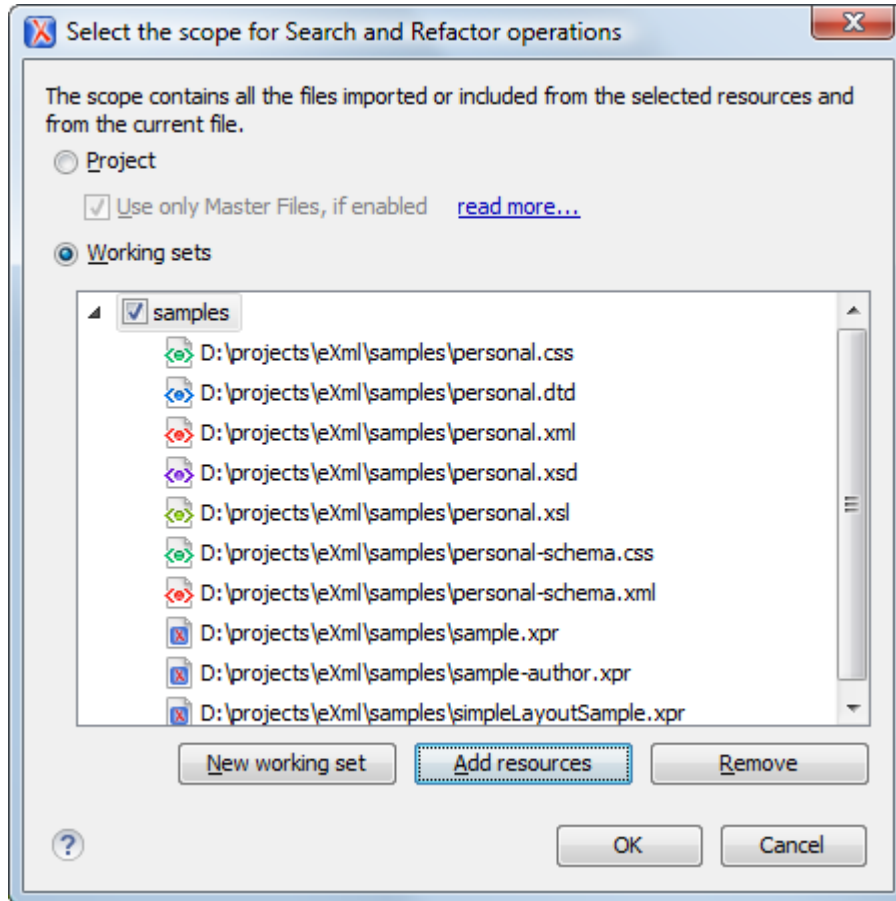 Select the scope for Search and Refactor operations
The scope contains all the files imported or included from the selected resources and
from the current file.
Project
Use only Master Files, if enabled read more...
Working sets
samples
D:\projects\eXml\samples\personal.css
D:\projects\eXml\samples\personal.dtd
D:\projects\eXml\samples\personal.xml
D:\projects\eXml\samples\personal.xsd
D:\projects\eXml\samples\personal.xsl
D:\projects\eXml\samples\personal-schema.css
D:\projects\eXml\samples\personal-schema.xml
D:\projects\eXml\samples\sample.xpr
D:\projects\eXml\samples\sample-author.xpr
D:\projects\eXml\samples\simpleLayoutSample.xpr
New working set Add resources Remove
? OK Cancel